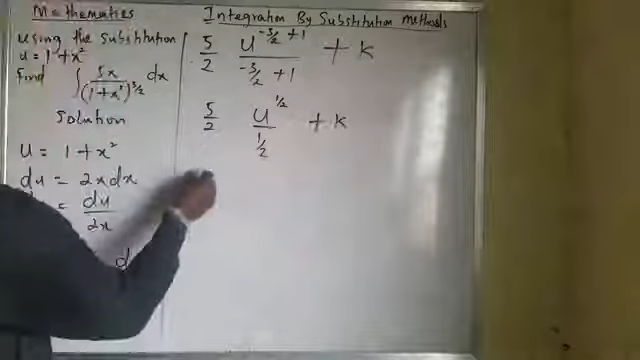 Mathematics
Using the Substitution
u = 1 + x²
Find ∫ 5x/(1+x²)^3/2 dx
Solution
u = 1 + x²
du = 2x dx
= du/2x
d
Integration By Substitution Methods
5/2 u^(-3/2 + 1)/(-3/2 + 1) + k
5/2 u^(1/2)/(1/2) + k